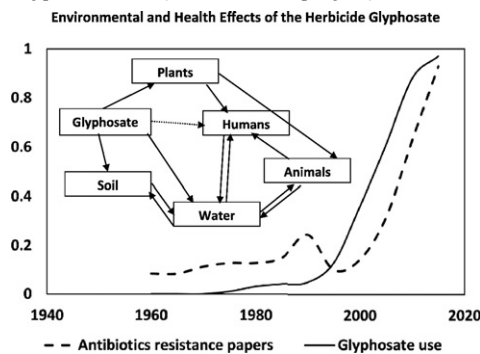 Environmental and Health Effects of the Herbicide Glyphosate
1
0.8
0.6
0.4
0.2
0
Plants
Glyphosate
Humans
Animals
Soil
Water
1940
1960
1980
2000
2020
Antibiotics resistance papers
Glyphosate use